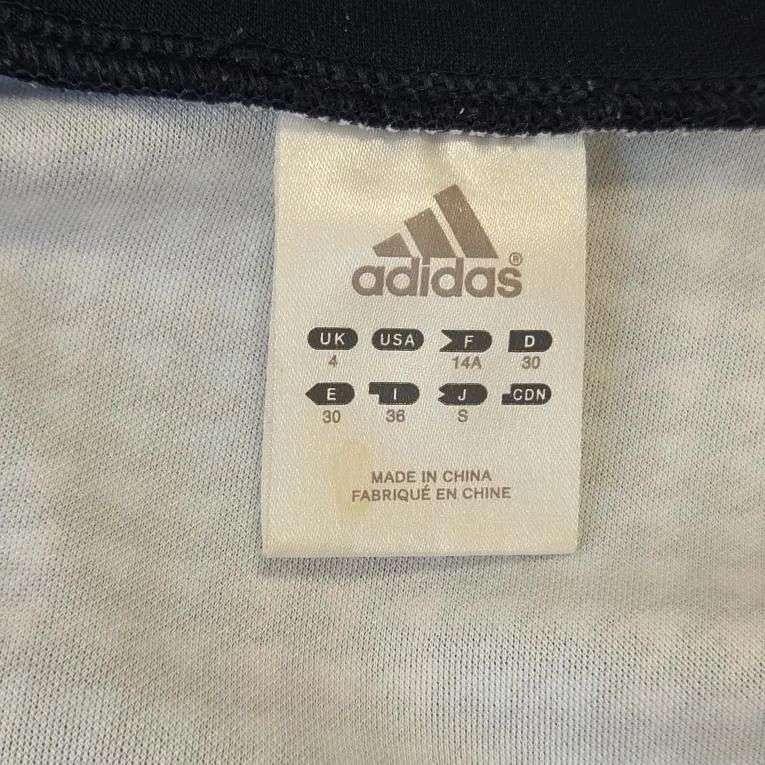 adidas®
UK USA F D
4 14A 30
E I J CDN
30 36 S
MADE IN CHINA
FABRIQUÉ EN CHINE